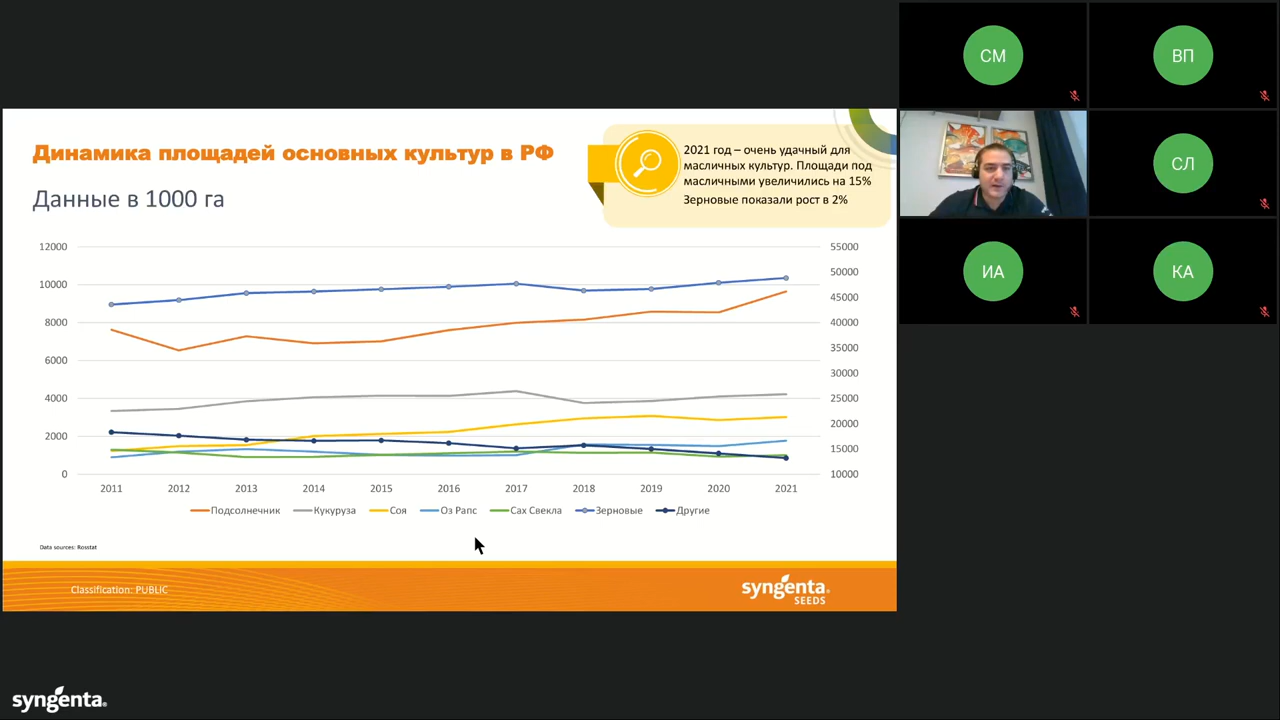 СМ
ВП
СЛ
ИА
КА
Динамика площадей основных культур в РФ
Данные в 1000 га
2021 год – очень удачный для
масличных культур. Площади под
масличными увеличились на 15%
Зерновые показали рост в 2%
12000
10000
8000
6000
4000
2000
0
55000
50000
45000
40000
35000
30000
25000
20000
15000
10000
2011 2012 2013 2014 2015 2016 2017 2018 2019 2020 2021
Подсолнечник Кукуруза Соя Оз Рапс Сах Свекла Зерновые Другие
Data sources: Rosstat
Classification: PUBLIC
syngenta®
SEEDS
syngenta®